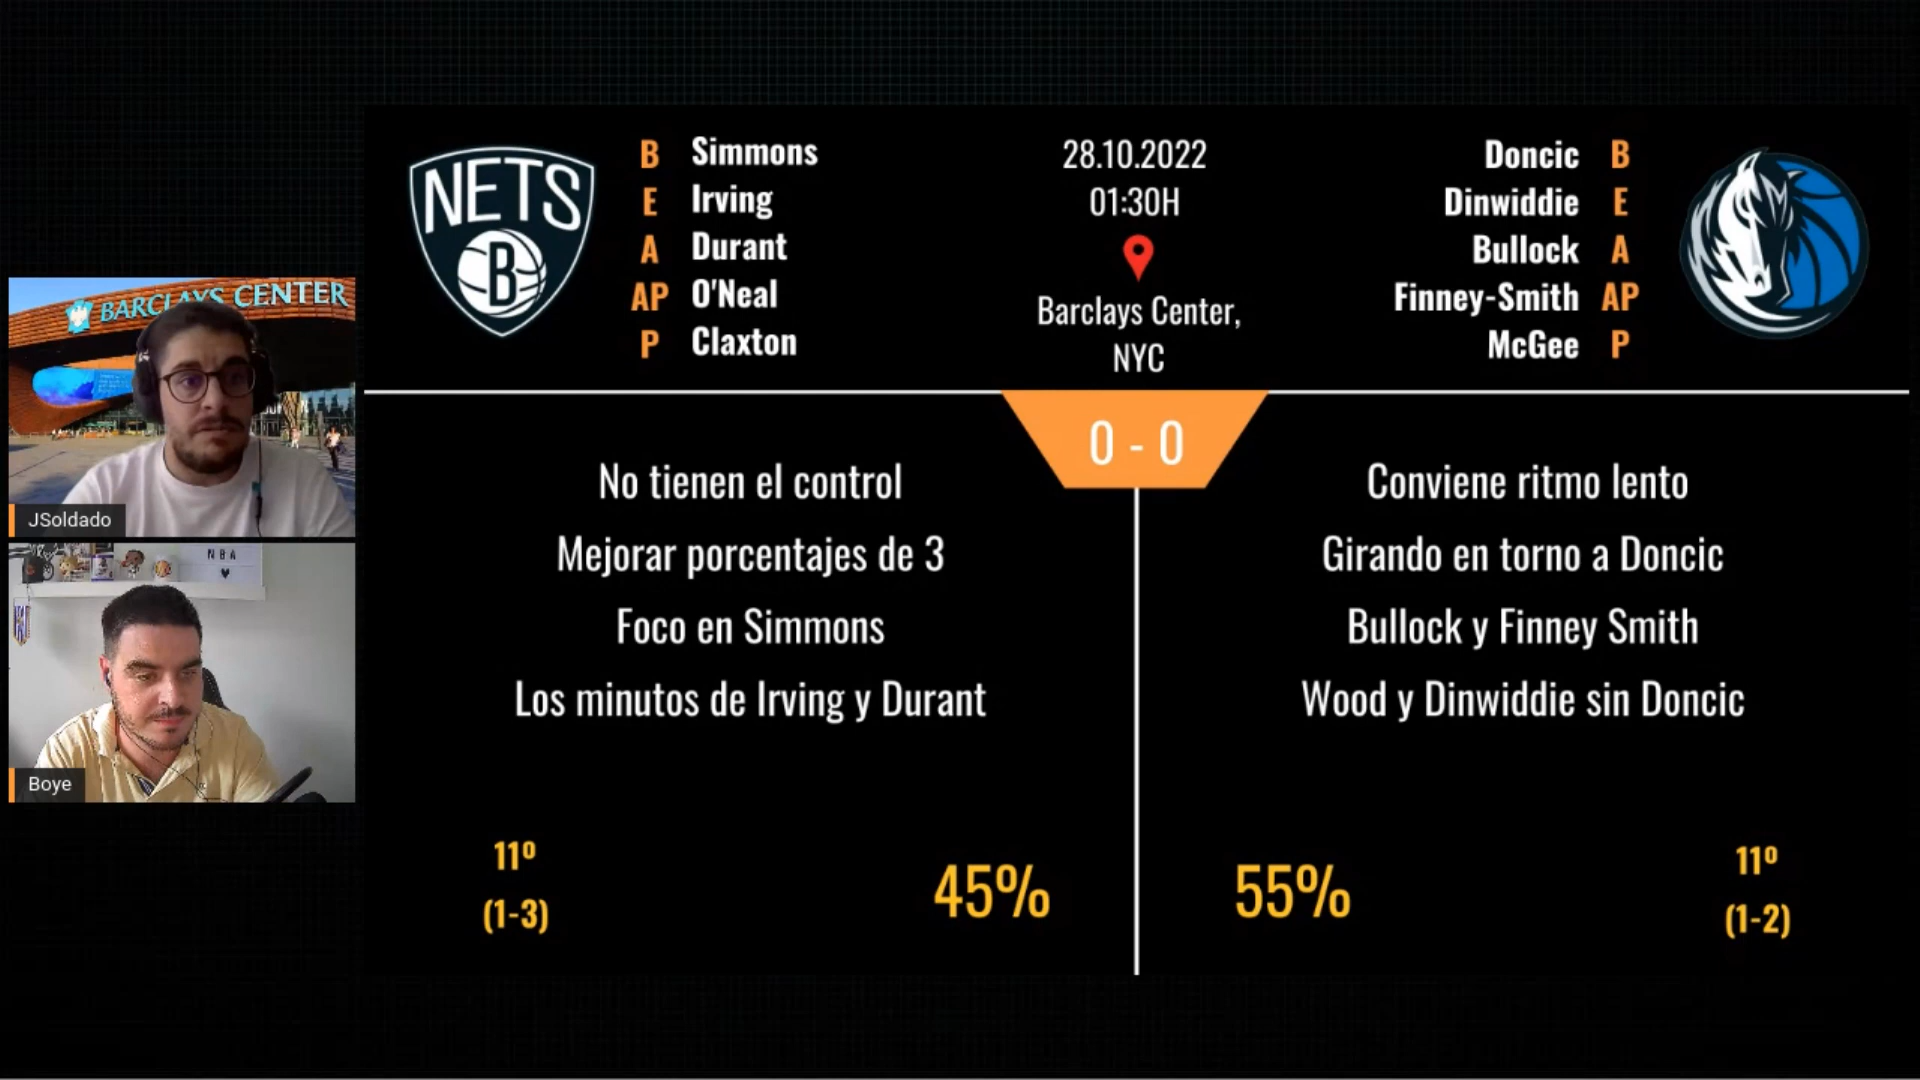 NETS
B
B Simmons
E Irving
A Durant
AP O'Neal
P Claxton
28.10.2022
01:30H
Barclays Center,
NYC
Doncic B
Dinwiddie E
Bullock A
Finney-Smith AP
McGee P
BARCLAYS CENTER
JSoldado
NBA
Boye
0 - 0
No tienen el control
Mejorar porcentajes de 3
Foco en Simmons
Los minutos de Irving y Durant
Conviene ritmo lento
Girando en torno a Doncic
Bullock y Finney Smith
Wood y Dinwiddie sin Doncic
11º
(1-3)
45%
55%
11º
(1-2)